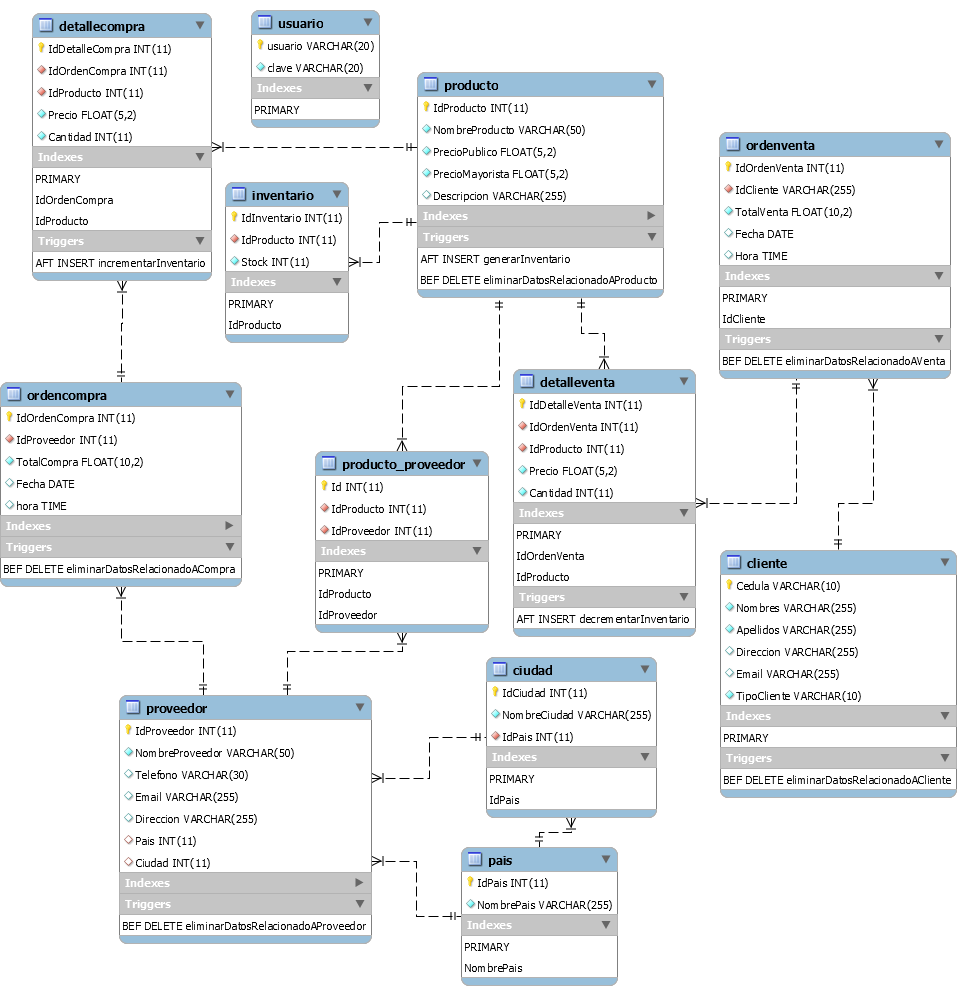 detallecompra
IdDetalleCompra INT(11)
IdOrdenCompra INT(11)
IdProducto INT(11)
Precio FLOAT(5,2)
Cantidad INT(11)
Indexes
PRIMARY
IdOrdenCompra
IdProducto
Triggers
AFT INSERT incrementarInventario
usuario
usuario VARCHAR(20)
clave VARCHAR(20)
Indexes
PRIMARY
producto
IdProducto INT(11)
NombreProducto VARCHAR(50)
PrecioPublico FLOAT(5,2)
PrecioMayorista FLOAT(5,2)
Descripcion VARCHAR(255)
Indexes
Triggers
AFT INSERT generarInventario
BEF DELETE eliminarDatosRelacionadoAProducto
inventario
IdInventario INT(11)
IdProducto INT(11)
Stock INT(11)
Indexes
PRIMARY
IdProducto
ordenventa
IdOrdenVenta INT(11)
IdCliente VARCHAR(255)
TotalVenta FLOAT(10,2)
Fecha DATE
Hora TIME
Indexes
PRIMARY
IdCliente
Triggers
BEF DELETE eliminarDatosRelacionadoAVenta
ordencompra
IdOrdenCompra INT(11)
IdProveedor INT(11)
TotalCompra FLOAT(10,2)
Fecha DATE
hora TIME
Indexes
Triggers
BEF DELETE eliminarDatosRelacionadoACompra
producto_proveedor
Id INT(11)
IdProducto INT(11)
IdProveedor INT(11)
Indexes
PRIMARY
IdProducto
IdProveedor
detalleventa
IdDetalleVenta INT(11)
IdOrdenVenta INT(11)
IdProducto INT(11)
Precio FLOAT(5,2)
Cantidad INT(11)
Indexes
PRIMARY
IdOrdenVenta
IdProducto
Triggers
AFT INSERT decrementarInventario
cliente
Cedula VARCHAR(10)
Nombres VARCHAR(255)
Apellidos VARCHAR(255)
Direccion VARCHAR(255)
Email VARCHAR(255)
TipoCliente VARCHAR(10)
Indexes
PRIMARY
Triggers
BEF DELETE eliminarDatosRelacionadoACliente
proveedor
IdProveedor INT(11)
NombreProveedor VARCHAR(50)
Telefono VARCHAR(30)
Email VARCHAR(255)
Direccion VARCHAR(255)
Pais INT(11)
Ciudad INT(11)
Indexes
Triggers
BEF DELETE eliminarDatosRelacionadoAProveedor
ciudad
IdCiudad INT(11)
NombreCiudad VARCHAR(255)
IdPais INT(11)
Indexes
PRIMARY
IdPais
pais
IdPais INT(11)
NombrePais VARCHAR(255)
Indexes
PRIMARY
NombrePais